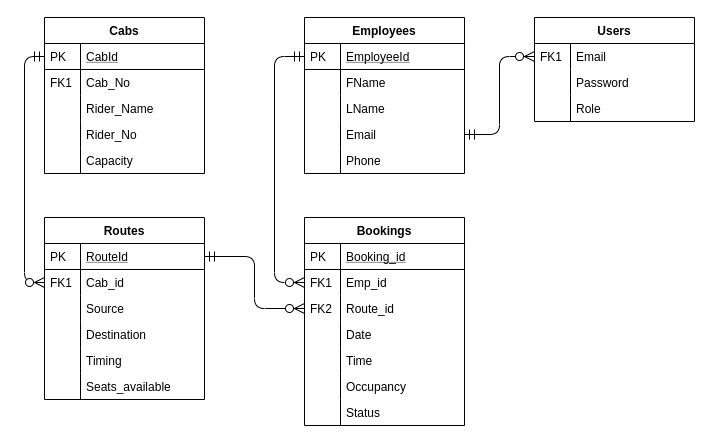 Cabs
PK CabId
FK1 Cab_No
Rider_Name
Rider_No
Capacity
Employees
PK EmployeeId
FName
LName
Email
Phone
Users
FK1 Email
Password
Role
Routes
PK RouteId
FK1 Cab_id
Source
Destination
Timing
Seats_available
Bookings
PK Booking_id
FK1 Emp_id
FK2 Route_id
Date
Time
Occupancy
Status